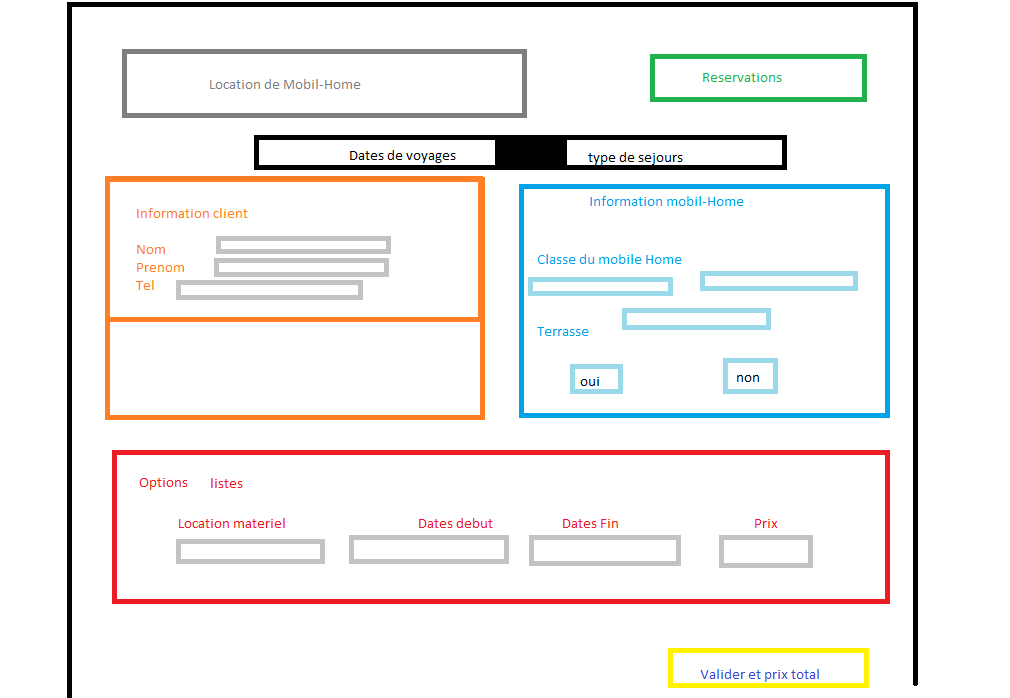 Location de Mobil-Home
Reservations
Dates de voyages
type de sejours
Information client
Nom
Prenom
Tel
Information mobil-Home
Classe du mobile Home
Terrasse
oui
non
Options listes
Location materiel
Dates debut
Dates Fin
Prix
Valider et prix total